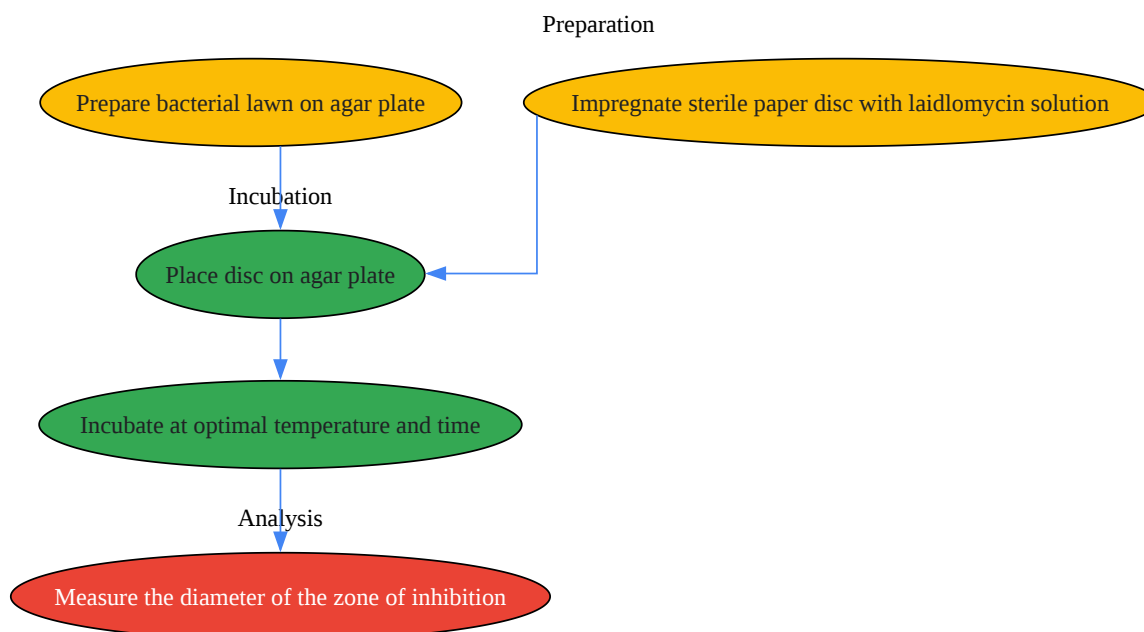 Preparation
Prepare bacterial lawn on agar plate
Impregnate sterile paper disc with laidlomycin solution
Incubation
Place disc on agar plate
Incubate at optimal temperature and time
Analysis
Measure the diameter of the zone of inhibition